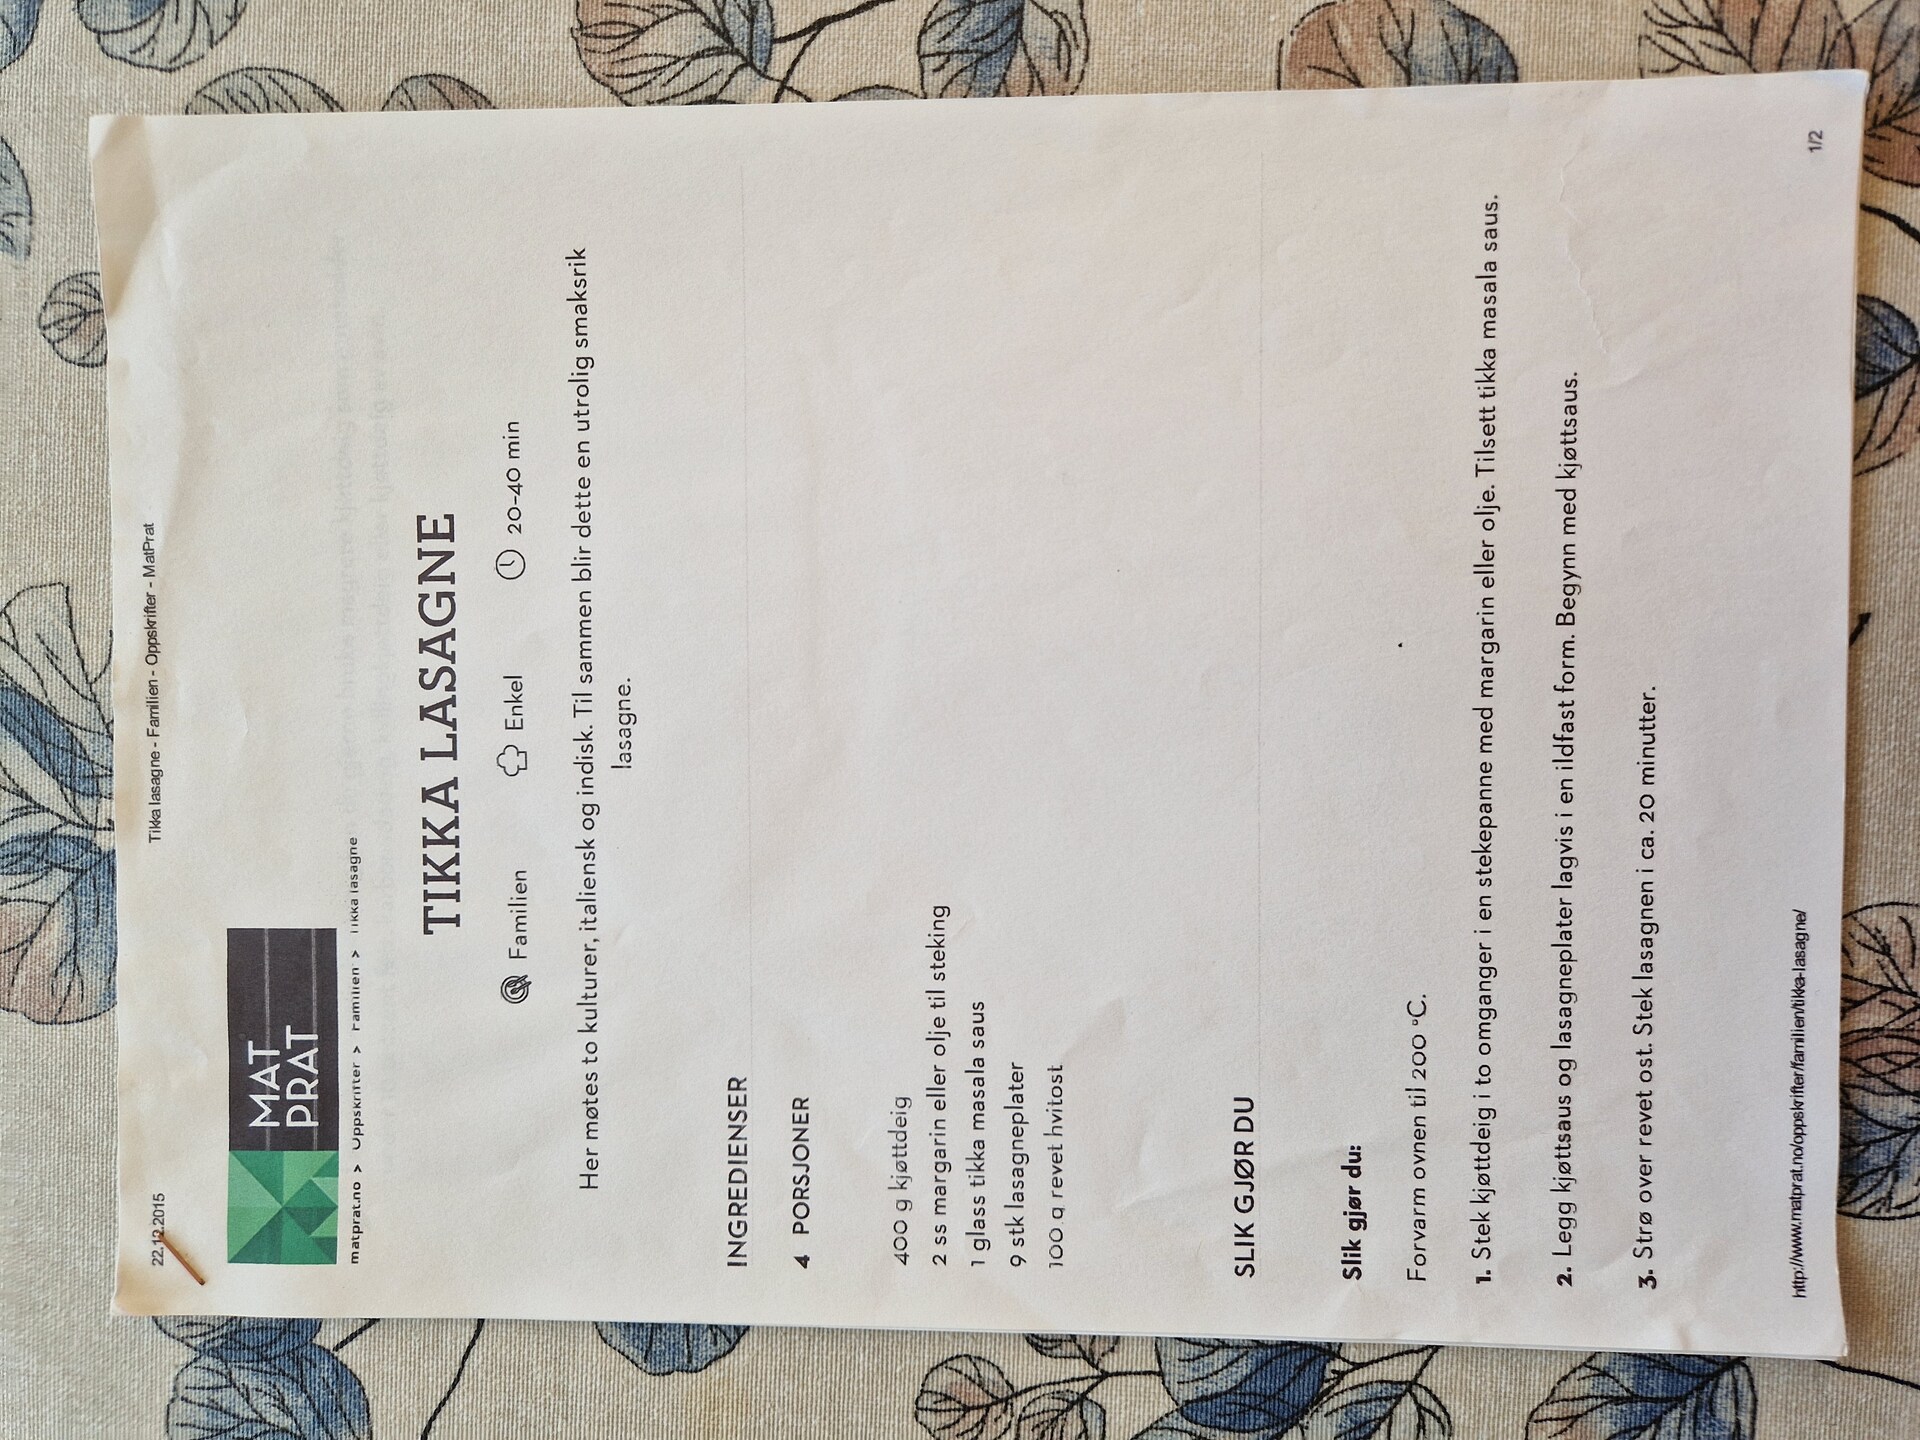 22.12.2015
Tikka lasagne - Familien - Oppskrifter - MatPrat
MAT
PRAT
matprat.no > Oppskrifter > Familien > Tikka lasagne
TIKKA LASAGNE
Familien
Enkel
20-40 min
Her møtes to kulturer, italiensk og indisk. Til sammen blir dette en utrolig smaksrik
lasagne.
INGREDIENSER
4 PORSJONER
400 g kjøttdeig
2 ss margarin eller olje til steking
1 glass tikka masala saus
9 stk lasagneplater
100 g revet hvitost
SLIK GJØR DU
Slik gjør du:
Forvarm ovnen til 200 °C.
1. Stek kjøttdeig i to omganger i en stekepanne med margarin eller olje. Tilsett tikka masala saus.
2. Legg kjøttsaus og lasagneplater lagvis i en ildfast form. Begynn med kjøttsaus.
3. Strø over revet ost. Stek lasagnen i ca. 20 minutter.
http://www.matprat.no/oppskrifter/familien/tikka-lasagne/
1/2